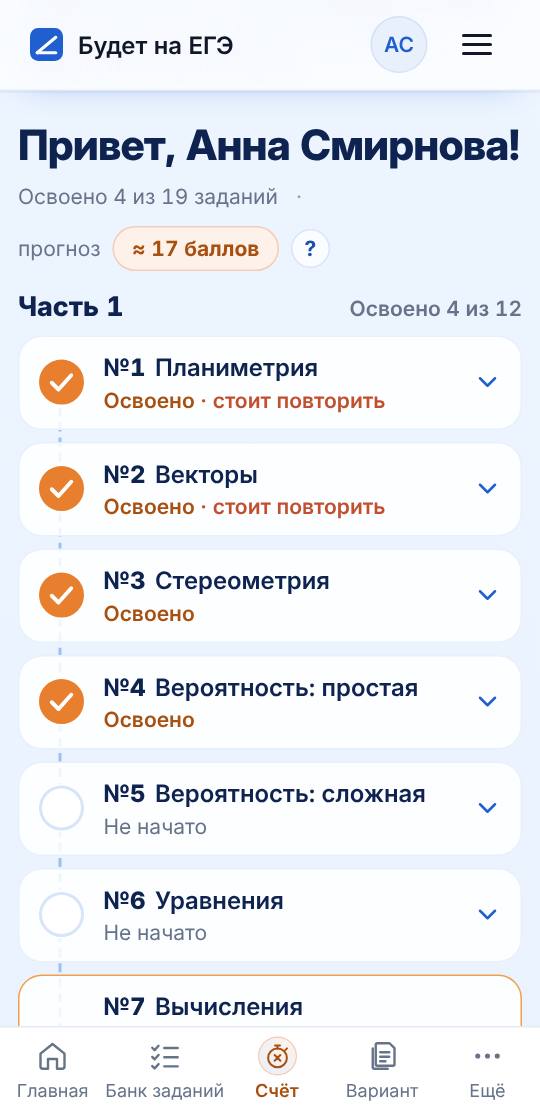 Будет на ЕГЭ
АС
Привет, Анна Смирнова!
Освоено 4 из 19 заданий ·
прогноз ≈ 17 баллов ?
Часть 1 Освоено 4 из 12
№1 Планиметрия
Освоено · стоит повторить
№2 Векторы
Освоено · стоит повторить
№3 Стереометрия
Освоено
№4 Вероятность: простая
Освоено
№5 Вероятность: сложная
Не начато
№6 Уравнения
Не начато
№7 Вычисления
Главная Банк заданий Счёт Вариант Ещё